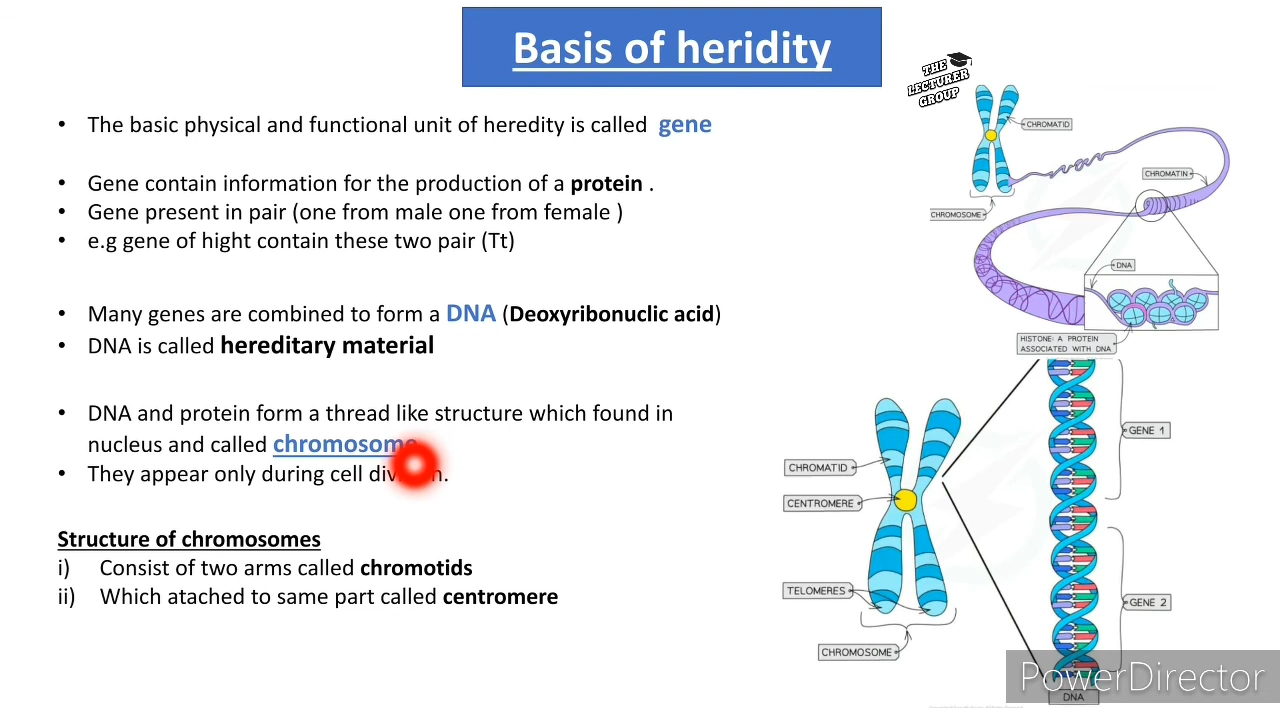 Basis of heridity
THE
LECTURER
GROUP
• The basic physical and functional unit of heredity is called gene
• Gene contain information for the production of a protein .
• Gene present in pair (one from male one from female )
• e.g gene of hight contain these two pair (Tt)
• Many genes are combined to form a DNA (Deoxyribonuclic acid)
• DNA is called hereditary material
• DNA and protein form a thread like structure which found in
nucleus and called chromosome
• They appear only during cell division.
Structure of chromosomes
i) Consist of two arms called chromotids
ii) Which atached to same part called centromere
CHROMATID
CHROMATIN
CHROMOSOME
DNA
HISTONE: A PROTEIN
ASSOCIATED WITH DNA
GENE 1
CHROMATID
CENTROMERE
TELOMERES
GENE 2
CHROMOSOME
DNA
PowerDirector